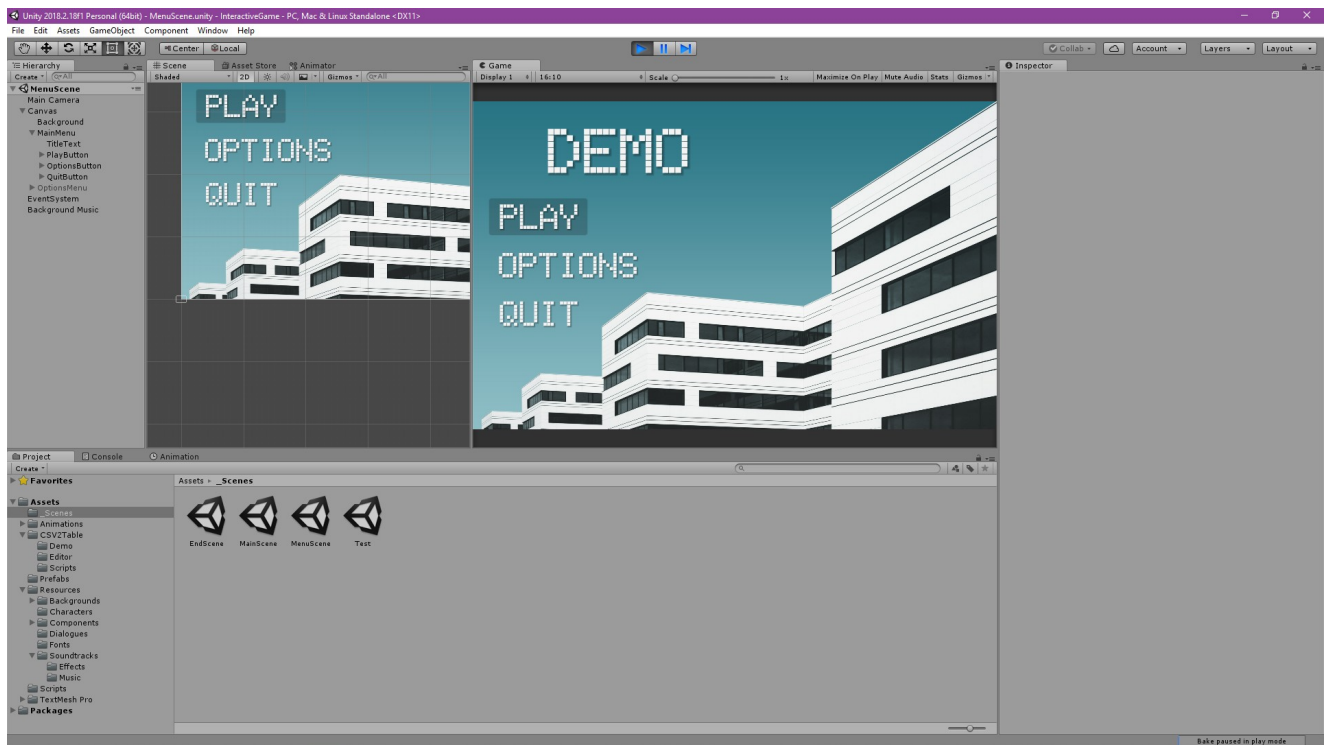 Unity 2018.2.18f1 Personal (64bit) - MenuScene.unity - InteractiveGame - PC, Mac & Linux Standalone <DX11>
File Edit Assets GameObject Component Window Help
Center Local
Collab Account Layers Layout
Hierarchy
Create All
MenuScene
Main Camera
Canvas
Background
MainMenu
TitleText
PlayButton
OptionsButton
QuitButton
OptionsMenu
EventSystem
Background Music
Scene Asset Store Animator
Shaded 2D Gizmos All
PLAY
OPTIONS
QUIT
Game
Display 1 16:10 Scale 1x Maximize On Play Mute Audio Stats Gizmos
DEMO
PLAY
OPTIONS
QUIT
Inspector
Project Console Animation
Create
Favorites
Assets
_Scenes
Animations
CSV2Table
Demo
Editor
Scripts
Prefabs
Resources
Backgrounds
Characters
Components
Dialogues
Fonts
Soundtracks
Effects
Music
Scripts
TextMesh Pro
Packages
Assets _Scenes
EndScene MainScene MenuScene Test
Bake paused in play mode